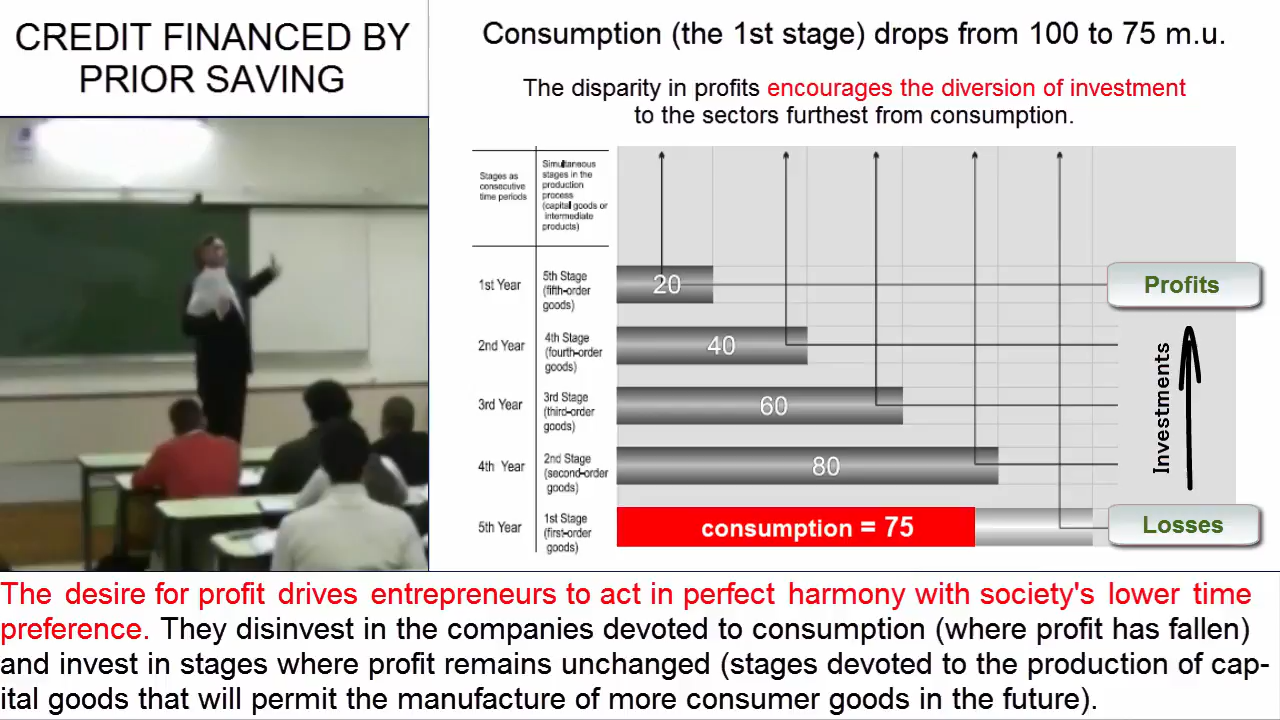 CREDIT FINANCED BY
PRIOR SAVING
Consumption (the 1st stage) drops from 100 to 75 m.u.
The disparity in profits encourages the diversion of investment
to the sectors furthest from consumption.
Stages as
consecutive
time periods
Simultaneous
stages in the
production
process
(capital goods or
intermediate
products)
1st Year
5th Stage
(fifth-order
goods)
20
Profits
2nd Year
4th Stage
(fourth-order
goods)
40
3rd Year
3rd Stage
(third-order
goods)
60
Investments
4th Year
2nd Stage
(second-order
goods)
80
5th Year
1st Stage
(first-order
goods)
consumption = 75
Losses
The desire for profit drives entrepreneurs to act in perfect harmony with society's lower time
preference. They disinvest in the companies devoted to consumption (where profit has fallen)
and invest in stages where profit remains unchanged (stages devoted to the production of cap-
ital goods that will permit the manufacture of more consumer goods in the future).